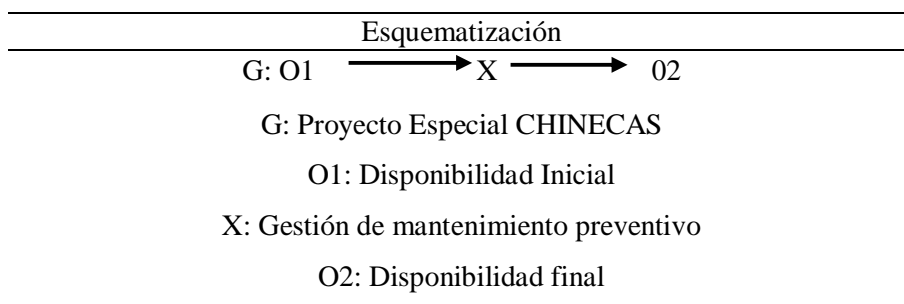 Esquematización
G: O1 X 02
G: Proyecto Especial CHINECAS
O1: Disponibilidad Inicial
X: Gestión de mantenimiento preventivo
O2: Disponibilidad final